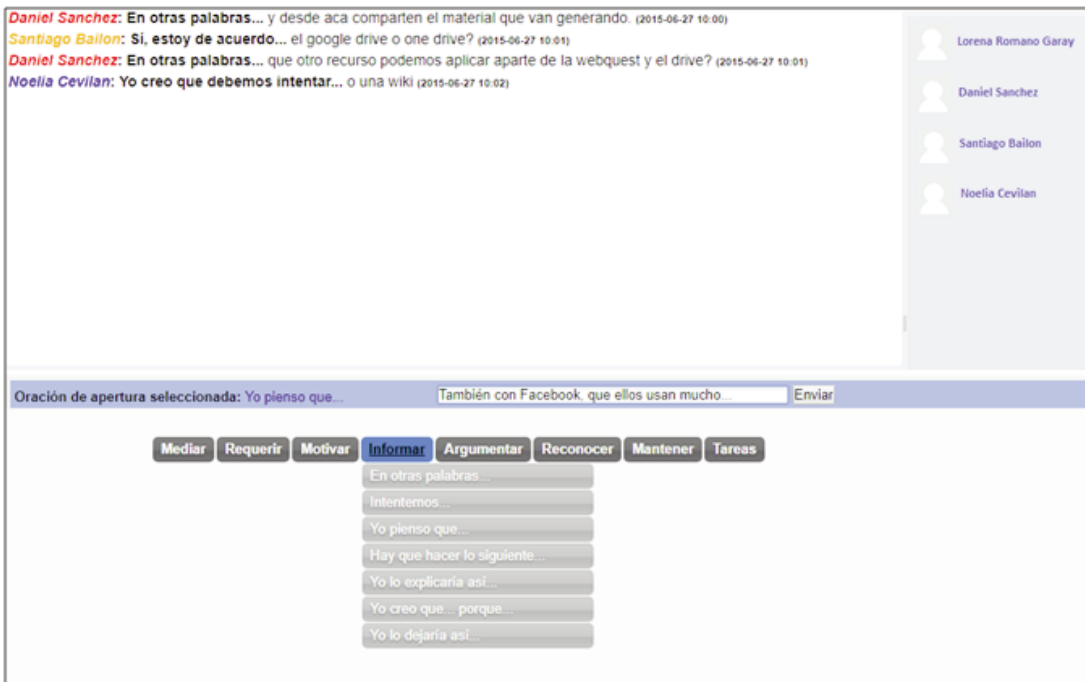 Daniel Sanchez: En otras palabras... y desde aca comparten el material que van generando. (2015-06-27 10:00)
Santiago Bailon: Sí, estoy de acuerdo... el google drive o one drive? (2015-06-27 10:01)
Daniel Sanchez: En otras palabras... que otro recurso podemos aplicar aparte de la webquest y el drive? (2015-06-27 10:01)
Noelia Cevilan: Yo creo que debemos intentar... o una wiki (2015-06-27 10:02)
Lorena Romano Garay
Daniel Sanchez
Santiago Bailon
Noelia Cevilan
Oración de apertura seleccionada: Yo pienso que... También con Facebook, que ellos usan mucho... Enviar
Mediar Requerir Motivar Informar Argumentar Reconocer Mantener Tareas
En otras palabras...
Intentemos...
Yo pienso que...
Hay que hacer lo siguiente...
Yo lo explicaría así...
Yo creo que... porque...
Yo lo dejaría así...